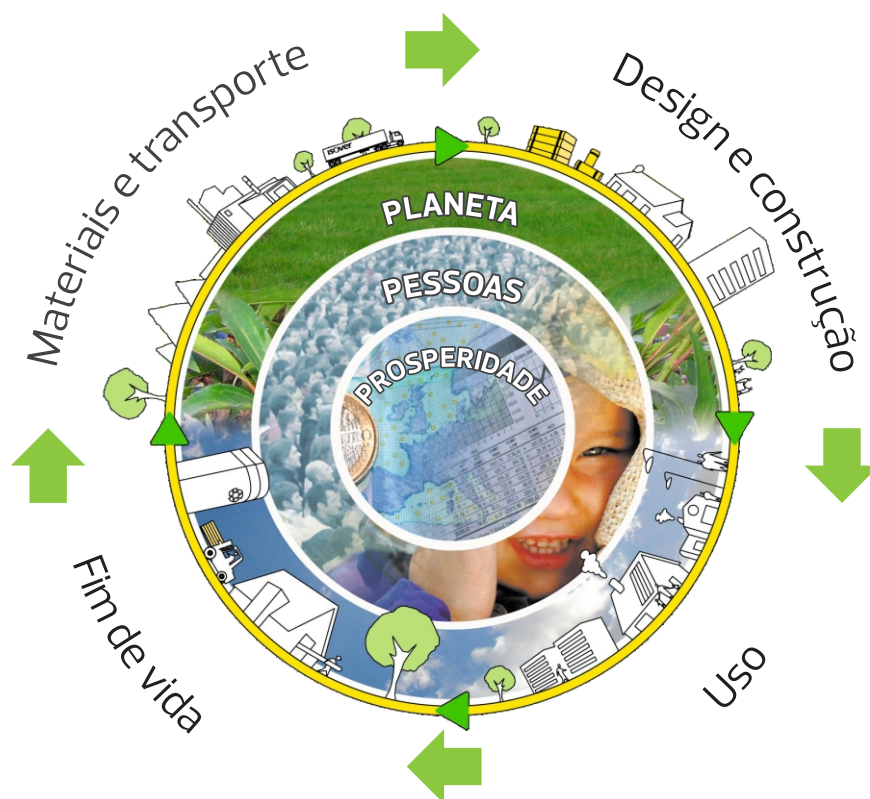 Materiais e transporte
Design e construção
isover
PLANETA
PESSOAS
PROSPERIDADE
Fim de vida
Uso